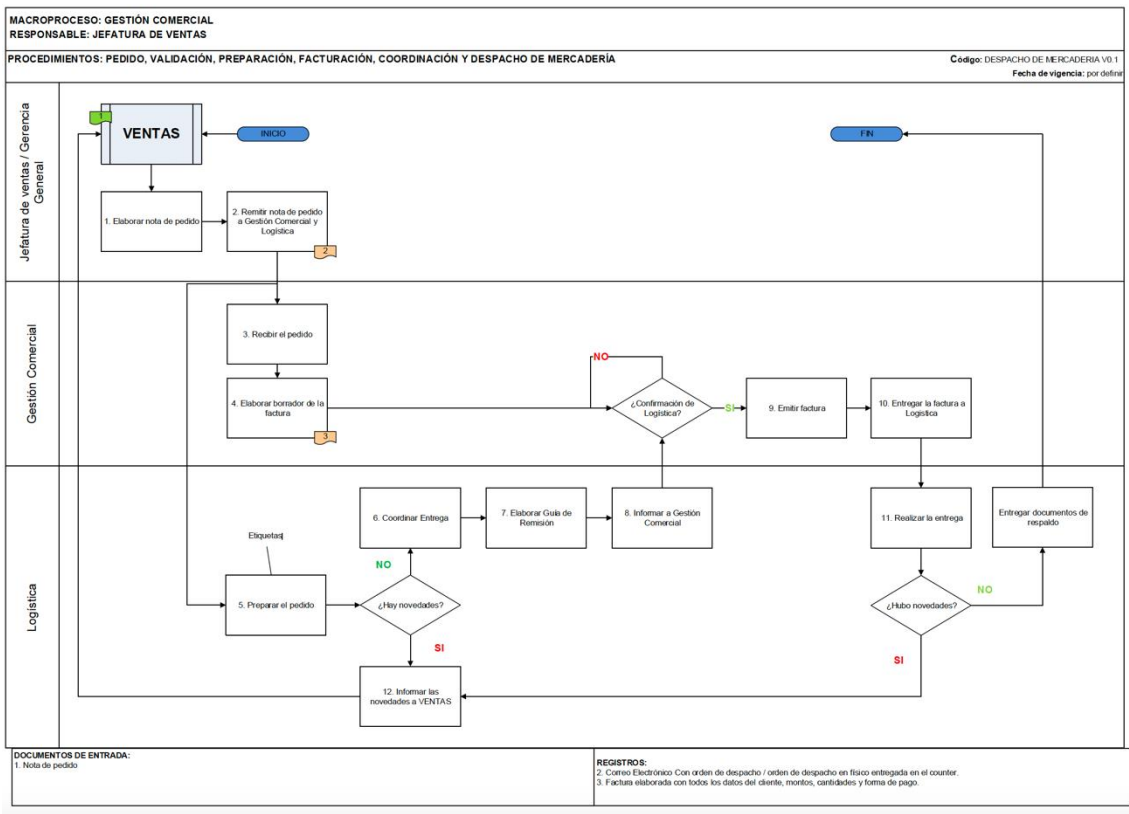 MACROPROCESO: GESTIÓN COMERCIAL
RESPONSABLE: JEFATURA DE VENTAS
PROCEDIMIENTOS: PEDIDO, VALIDACIÓN, PREPARACIÓN, FACTURACIÓN, COORDINACIÓN Y DESPACHO DE MERCADERÍA
Código: DESPACHO DE MERCADERIA V0.1
Fecha de vigencia: por definir
Jefatura de ventas / Gerencia
General
1
VENTAS
INICIO
FIN
1. Elaborar nota de pedido
2. Remitir nota de pedido
a Gestión Comercial y
Logística
2
Gestión Comercial
3. Recibir el pedido
4. Elaborar borrador de la
factura
3
NO
¿Confirmación de
Logística?
SI
9. Emitir factura
10. Entregar la factura a
Logística
Logística
6. Coordinar Entrega
7. Elaborar Guía de
Remisión
8. Informar a Gestión
Comercial
11. Realizar la entrega
Entregar documentos de
respaldo
Etiquetas
NO
5. Preparar el pedido
¿Hay novedades?
SI
¿Hubo novedades?
NO
SI
12. Informar las
novedades a VENTAS
DOCUMENTOS DE ENTRADA:
1. Nota de pedido
REGISTROS:
2. Correo Electrónico Con orden de despacho / orden de despacho en físico entregada en el counter.
3. Factura elaborada con todos los datos del cliente, montos, cantidades y forma de pago.